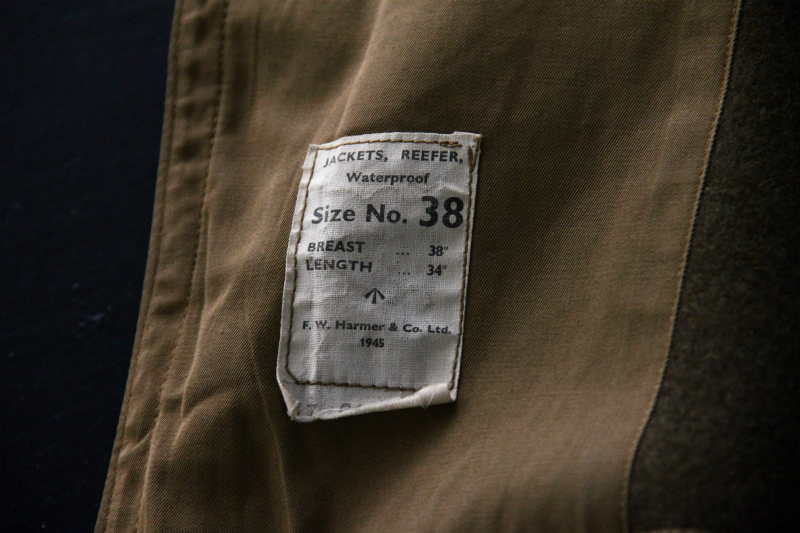 JACKETS, REEFER,
Waterproof
Size No. 38
BREAST ... 38"
LENGTH ... 34"
F. W. Harmer & Co. Ltd.
1945